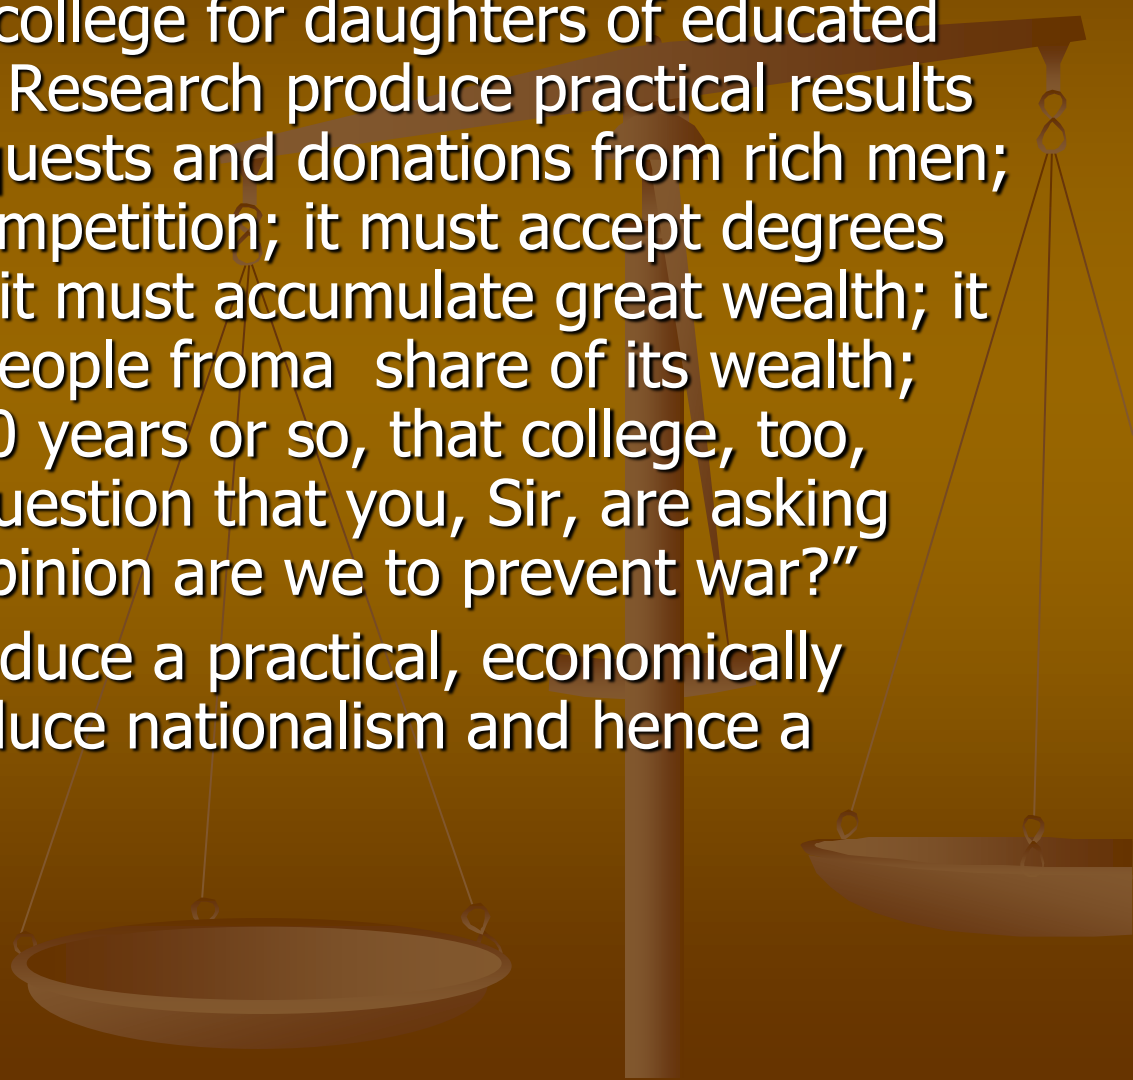 college for daughters of educated
Research produce practical results
quests and donations from rich men;
mpetition; it must accept degrees
it must accumulate great wealth; it
eople froma  share of its wealth;
0 years or so, that college, too,
uestion that you, Sir, are asking
pinion are we to prevent war?”
duce a practical, economically
duce nationalism and hence a